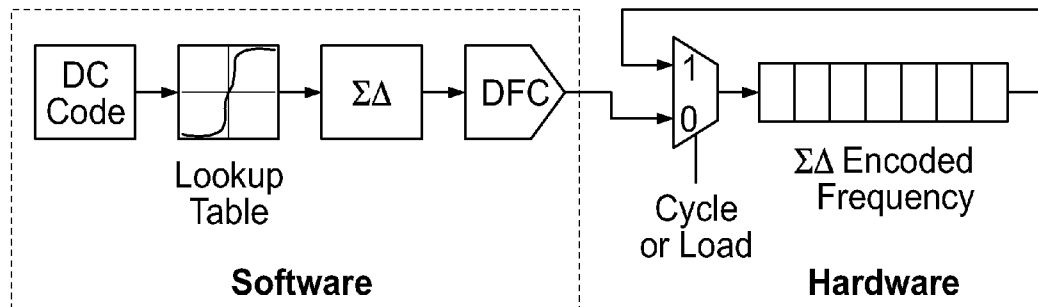 DC
Code
Lookup
Table
ΣΔ
DFC
1
0
Cycle
or Load
ΣΔ Encoded
Frequency
Software
Hardware